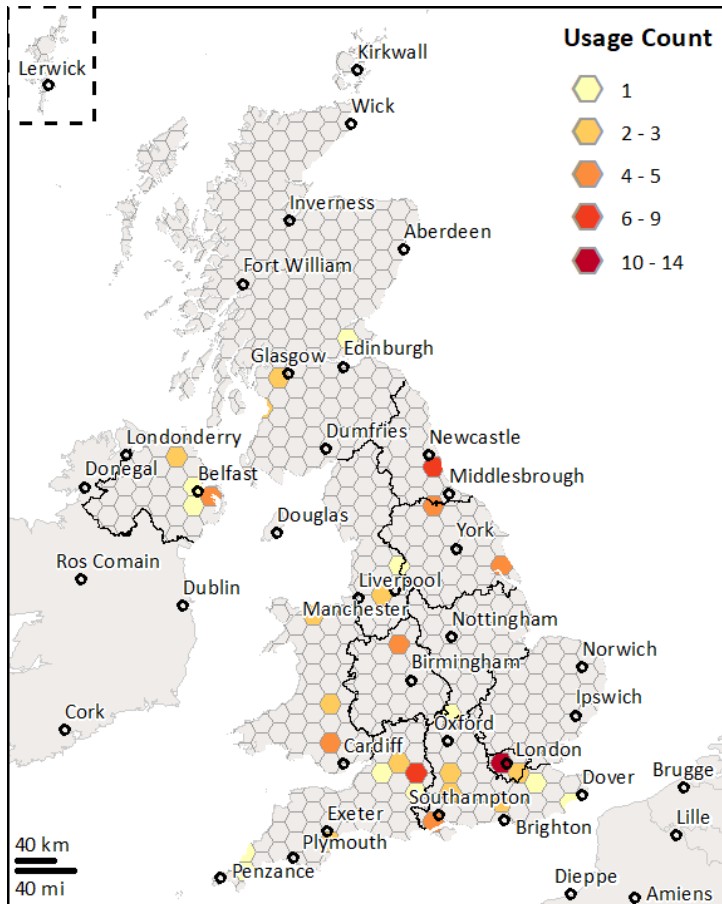 Lerwick
Kirkwall
Wick
Usage Count
1
2 - 3
4 - 5
6 - 9
10 - 14
Inverness
Aberdeen
Fort William
Glasgow
Edinburgh
Londonderry
Dumfries
Newcastle
Donegal
Belfast
Middlesbrough
Douglas
York
Ros Comain
Dublin
Liverpool
Manchester
Nottingham
Norwich
Birmingham
Ipswich
Cork
Oxford
Cardiff
London
Dover
Brugge
Southampton
Exeter
Brighton
Lille
Plymouth
Penzance
40 km
40 mi
Dieppe
Amiens